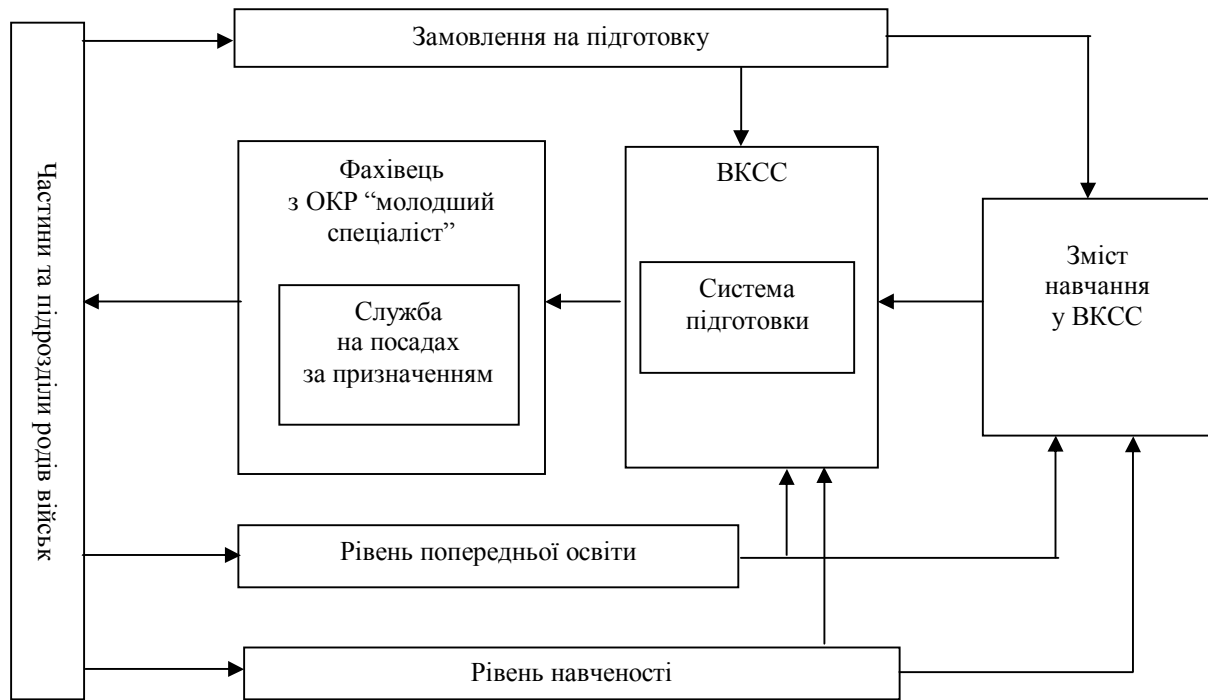 Частини та підрозділи родів військ
Замовлення на підготовку
Фахівець
з ОКР “молодший
спеціаліст”
Служба
на посадах
за призначенням
ВКСС
Система
підготовки
Зміст
навчання
у ВКСС
Рівень попередньої освіти
Рівень навченості